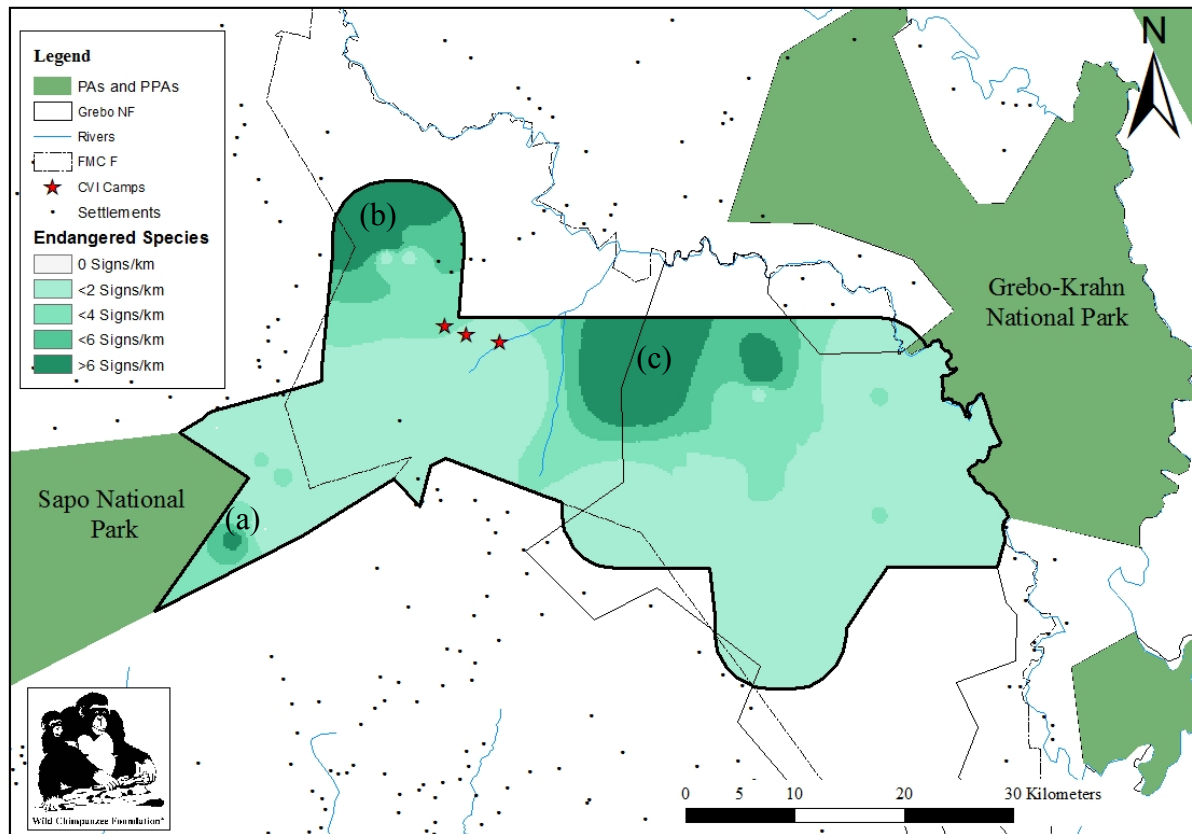 Legend
PAs and PPAs
Grebo NF
Rivers
FMC F
CVI Camps
Settlements
Endangered Species
0 Signs/km
<2 Signs/km
<4 Signs/km
<6 Signs/km
>6 Signs/km
N
(b)
(c)
Grebo-Krahn
National Park
Sapo National
Park
(a)
Wild Chimpanzee Foundation®
0 5 10 20 30 Kilometers